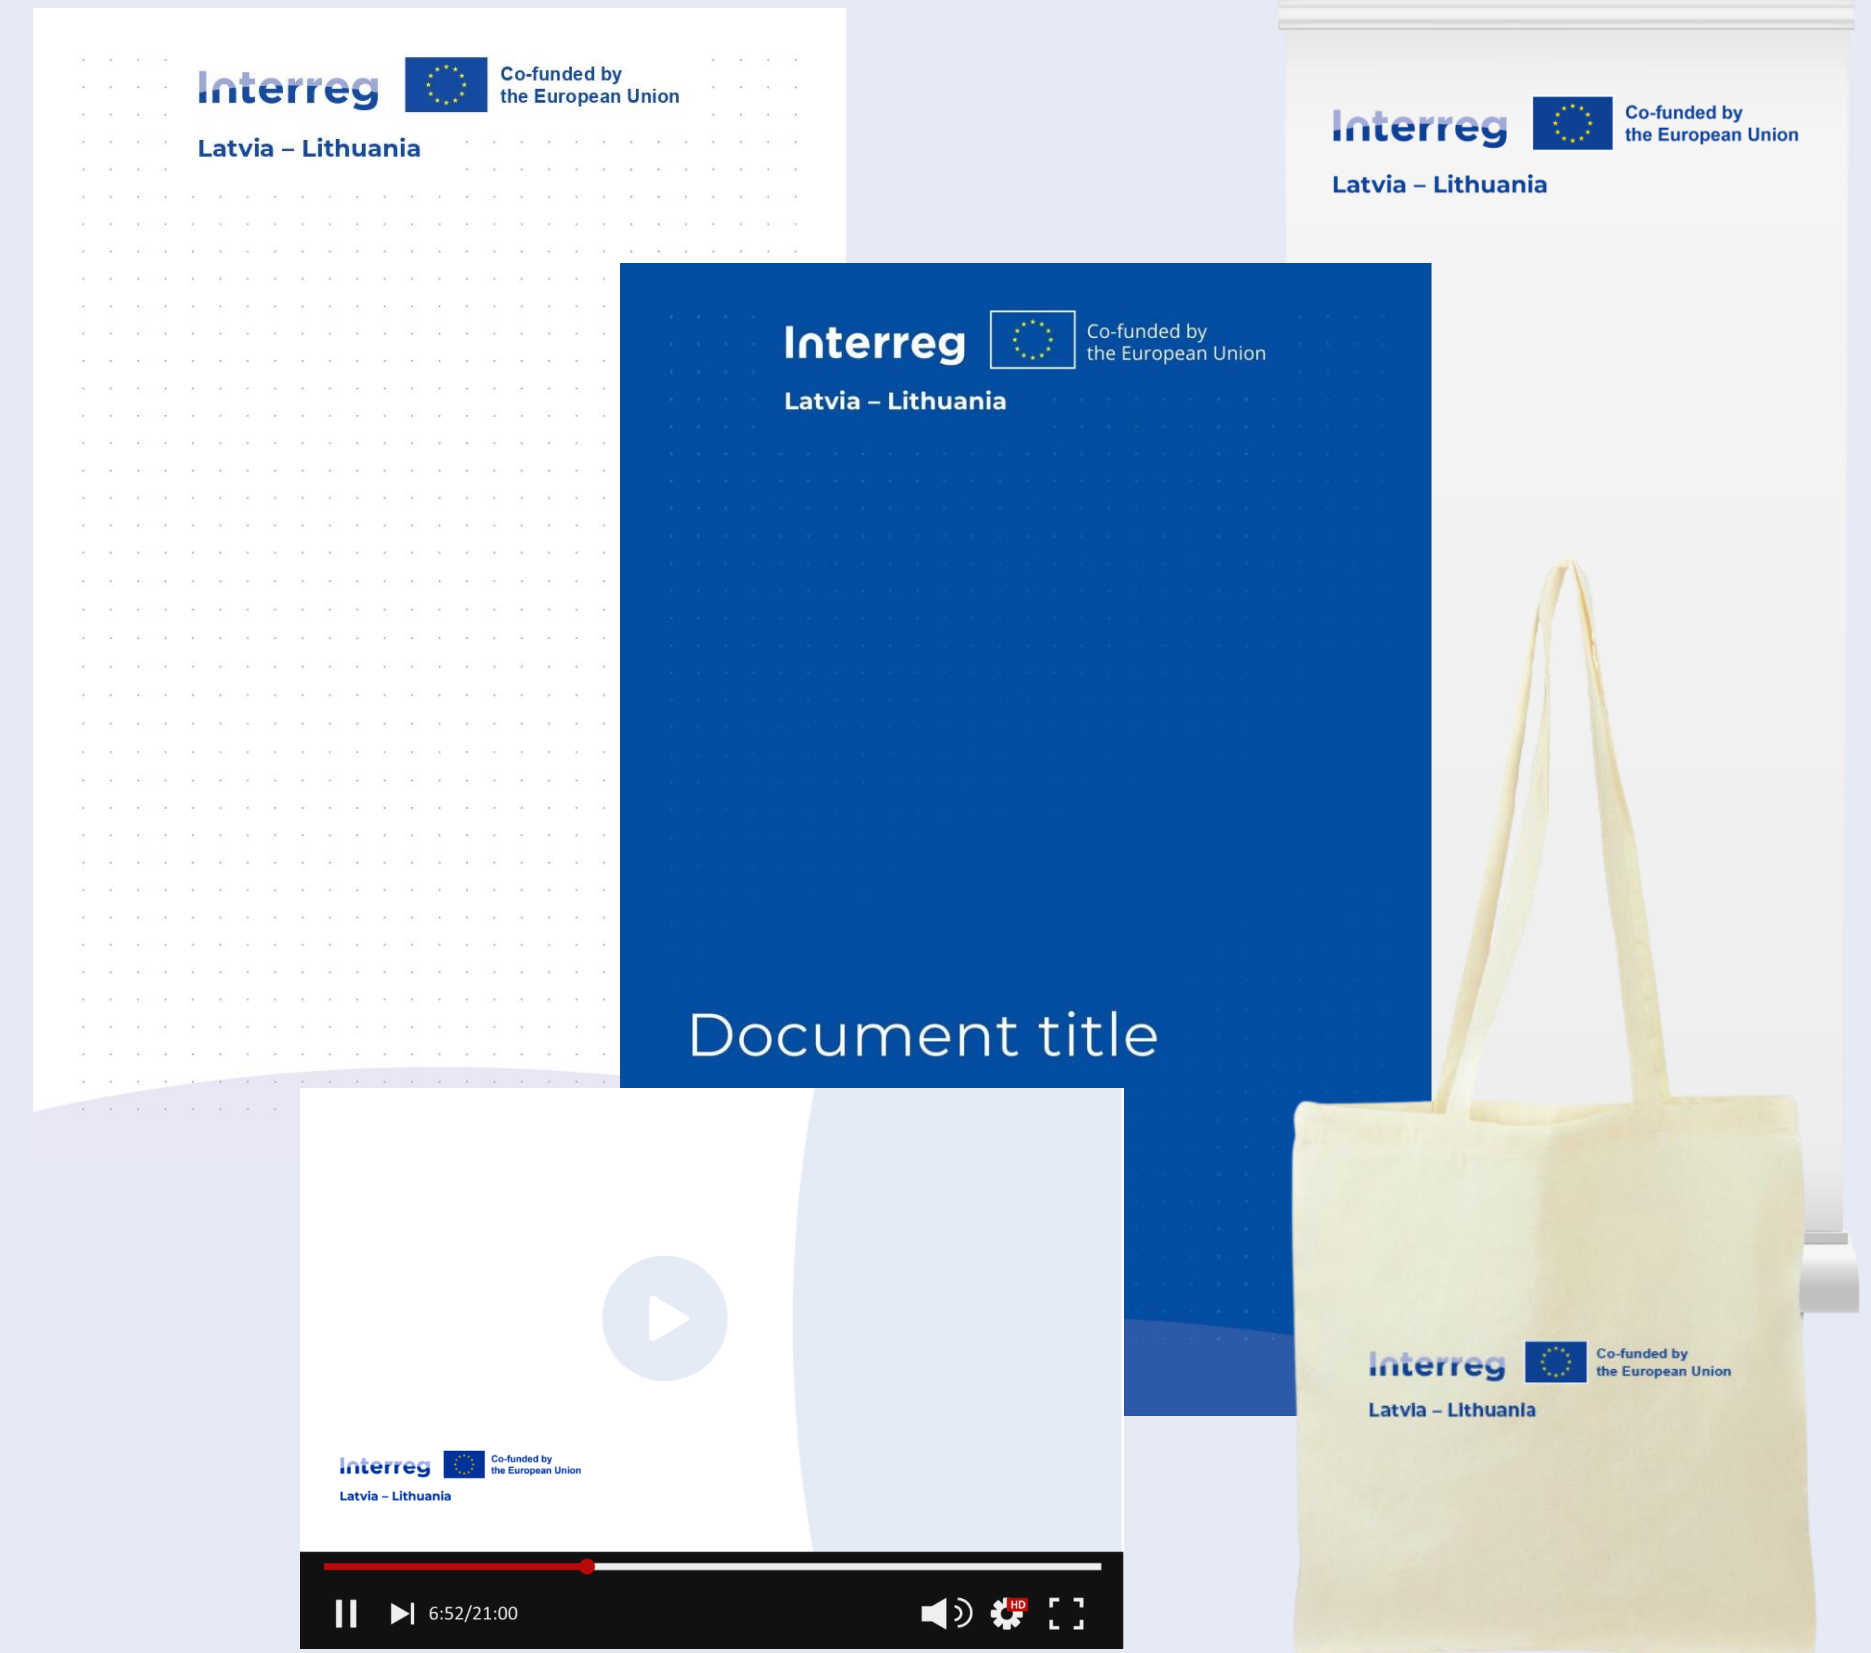 Interreg
Co-funded by
the European Union
Latvia – Lithuania
Interreg
Co-funded by
the European Union
Latvia – Lithuania
Interreg
Co-funded by
the European Union
Latvia – Lithuania
Document title
Interreg
Co-funded by
the European Union
Latvia – Lithuania
Interreg
Co-funded by
the European Union
Latvia – Lithuania
6:52/21:00
HD